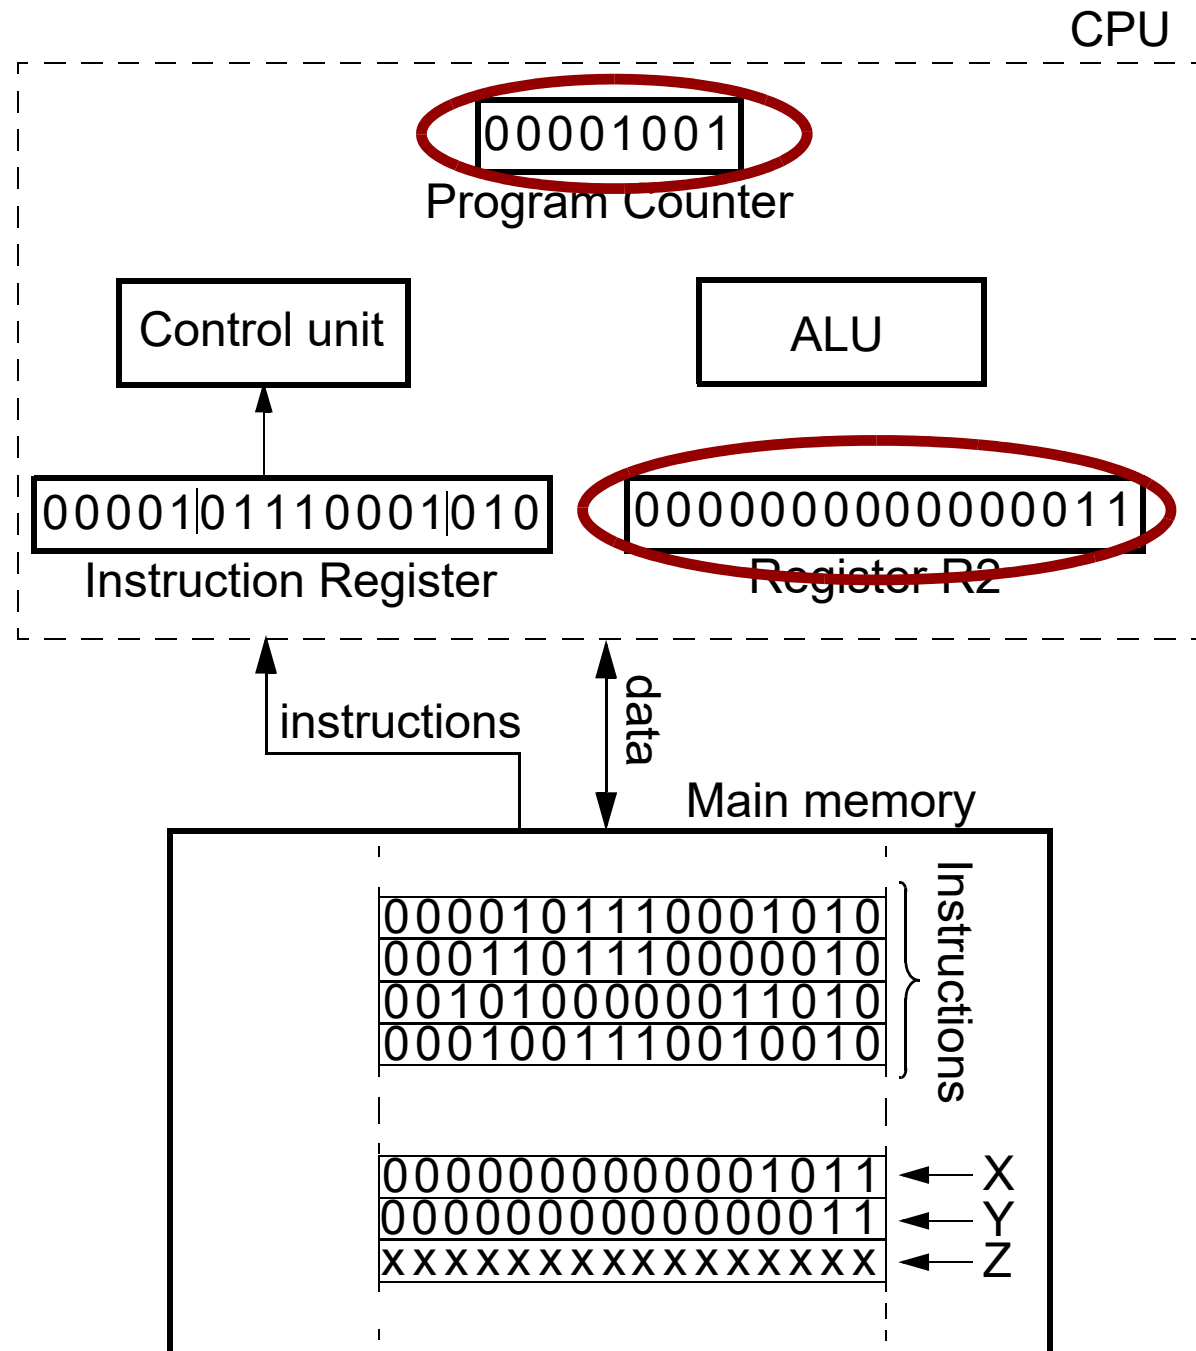 CPU
00001001
Program Counter
Control unit
ALU
00001 01110001 010
0000000000000011
Instruction Register
Register R2
instructions
data
Main memory
0000101110001010
0001101110000010
0010100000011010
0001001110010010
Instructions
0000000000001011
X
0000000000000011
Y
xxxxxxxxxxxxxxxx
Z